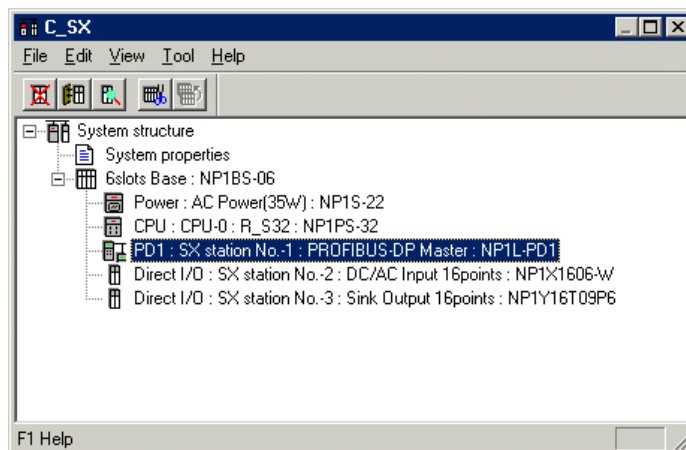 C_SX
File Edit View Tool Help
System structure
System properties
6slots Base : NP1BS-06
Power : AC Power(35W) : NP1S-22
CPU : CPU-0 : R_S32 : NP1PS-32
PD1 : SX station No.-1 : PROFIBUS-DP Master : NP1L-PD1
Direct I/O : SX station No.-2 : DC/AC Input 16points : NP1X1606-W
Direct I/O : SX station No.-3 : Sink Output 16points : NP1Y16T09P6
F1 Help